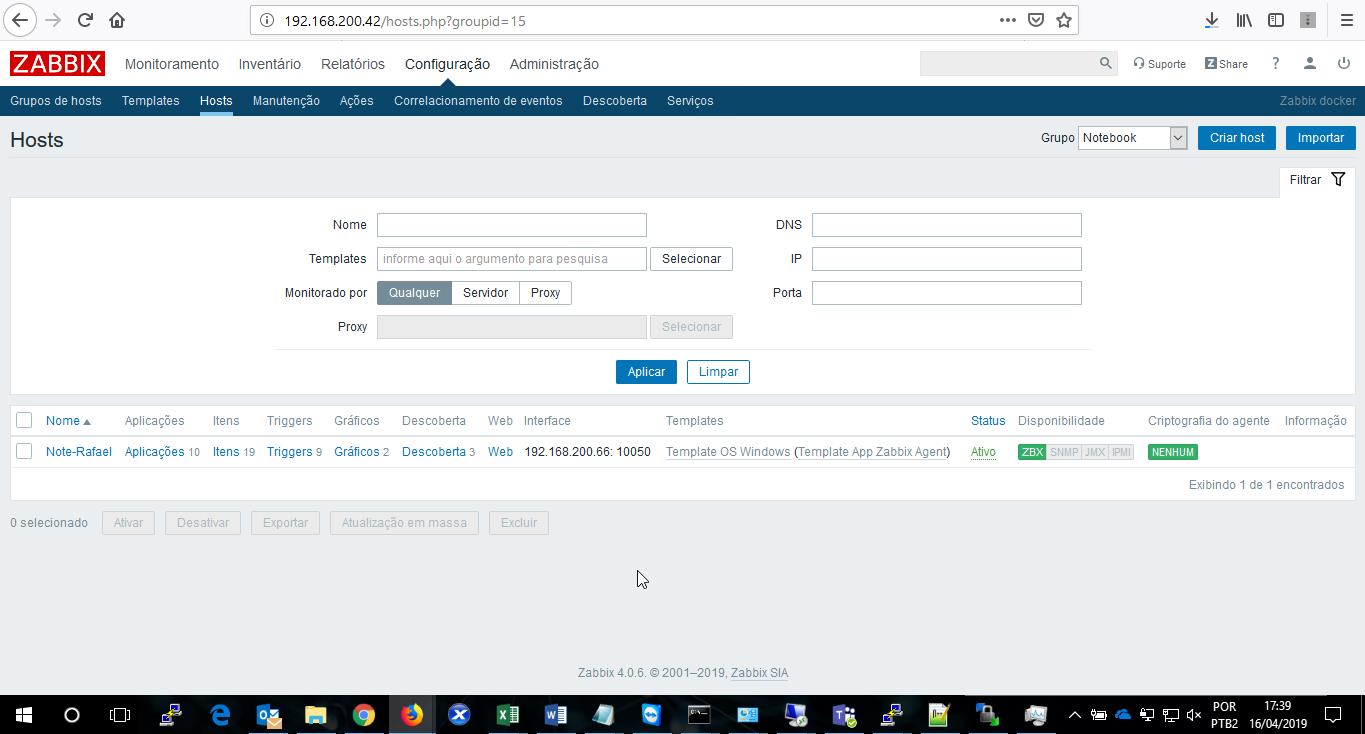 192.168.200.42/hosts.php?groupid=15
ZABBIX Monitoramento Inventário Relatórios Configuração Administração Suporte Z Share ?
Grupos de hosts Templates Hosts Manutenção Ações Correlacionamento de eventos Descoberta Serviços Zabbix docker
Hosts Grupo Notebook Criar host Importar
Filtrar
Nome DNS
Templates informe aqui o argumento para pesquisa Selecionar IP
Monitorado por Qualquer Servidor Proxy Porta
Proxy Selecionar
Aplicar Limpar
Nome Aplicações Itens Triggers Gráficos Descoberta Web Interface Templates Status Disponibilidade Criptografia do agente Informação
Note-Rafael Aplicações 10 Itens 19 Triggers 9 Gráficos 2 Descoberta 3 Web 192.168.200.66: 10050 Template OS Windows (Template App Zabbix Agent) Ativo ZBX SNMP JMX IPMI NENHUM
Exibindo 1 de 1 encontrados
0 selecionado Ativar Desativar Exportar Atualização em massa Excluir
Zabbix 4.0.6. © 2001–2019, Zabbix SIA
POR 17:39
PTB2 16/04/2019